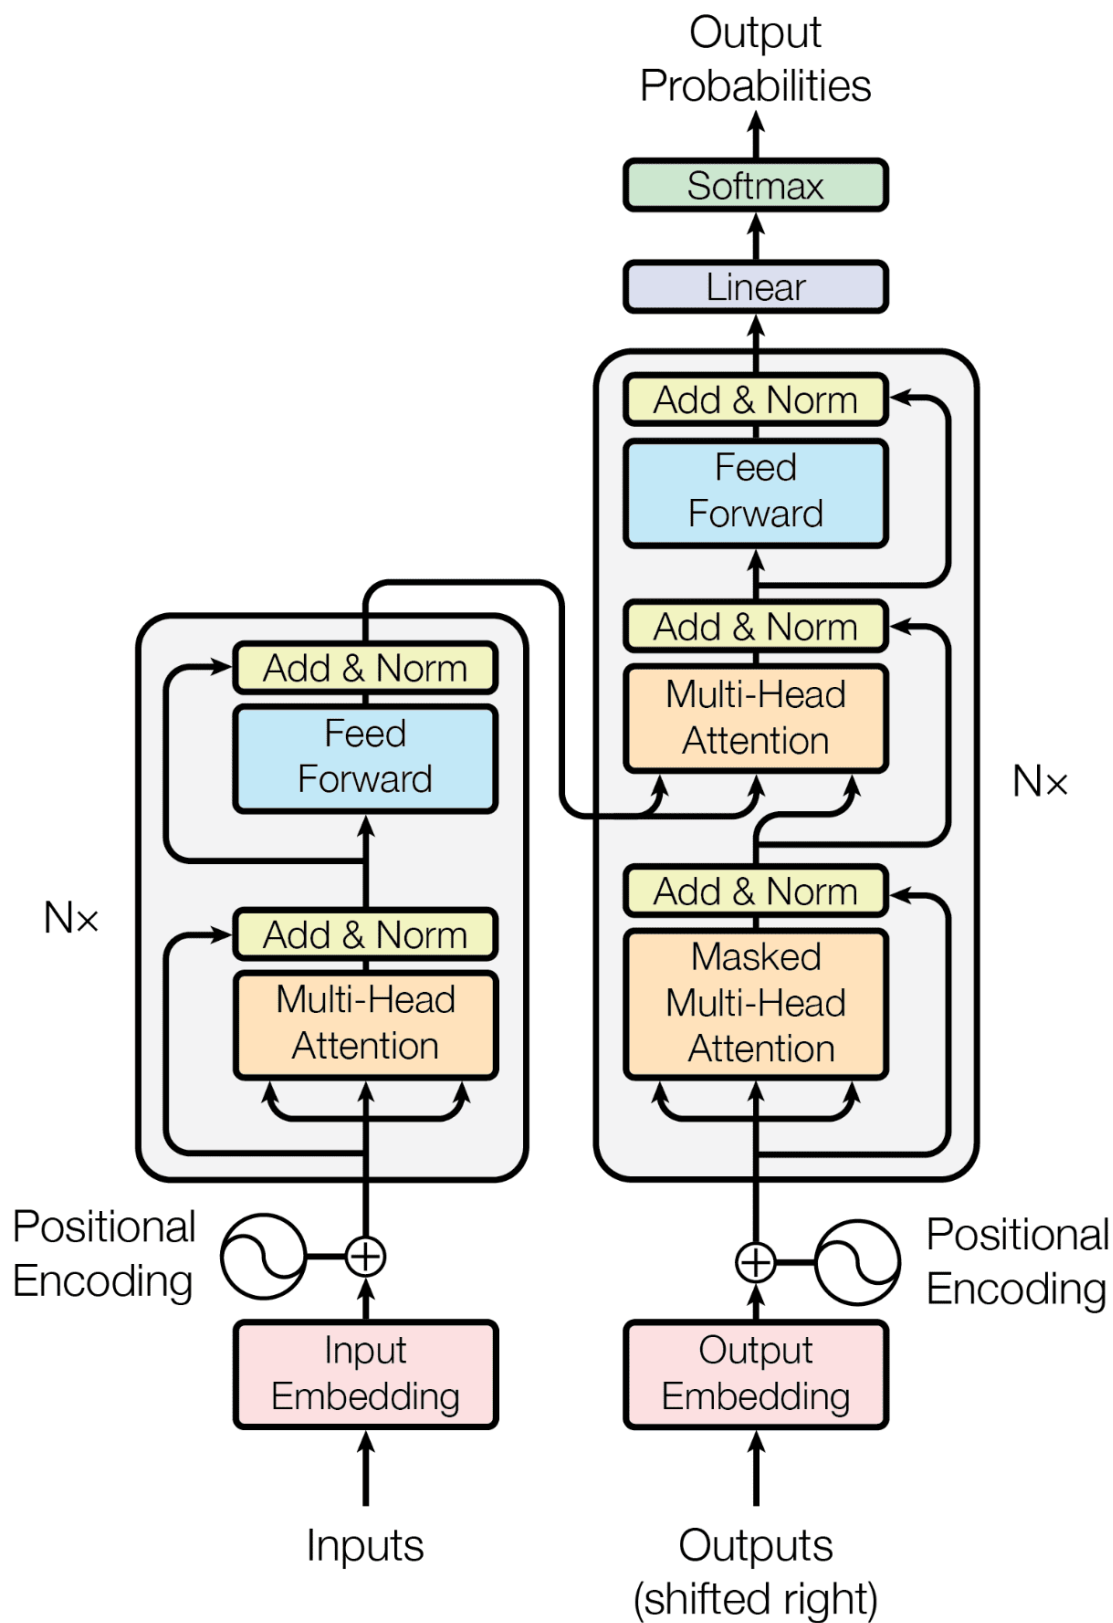 Output
Probabilities
Softmax
Linear
Add & Norm
Feed
Forward
Add & Norm
Multi-Head
Attention
Add & Norm
Masked
Multi-Head
Attention
N×
Add & Norm
Feed
Forward
Add & Norm
Multi-Head
Attention
N×
Positional
Encoding
Positional
Encoding
Input
Embedding
Output
Embedding
Inputs
Outputs
(shifted right)